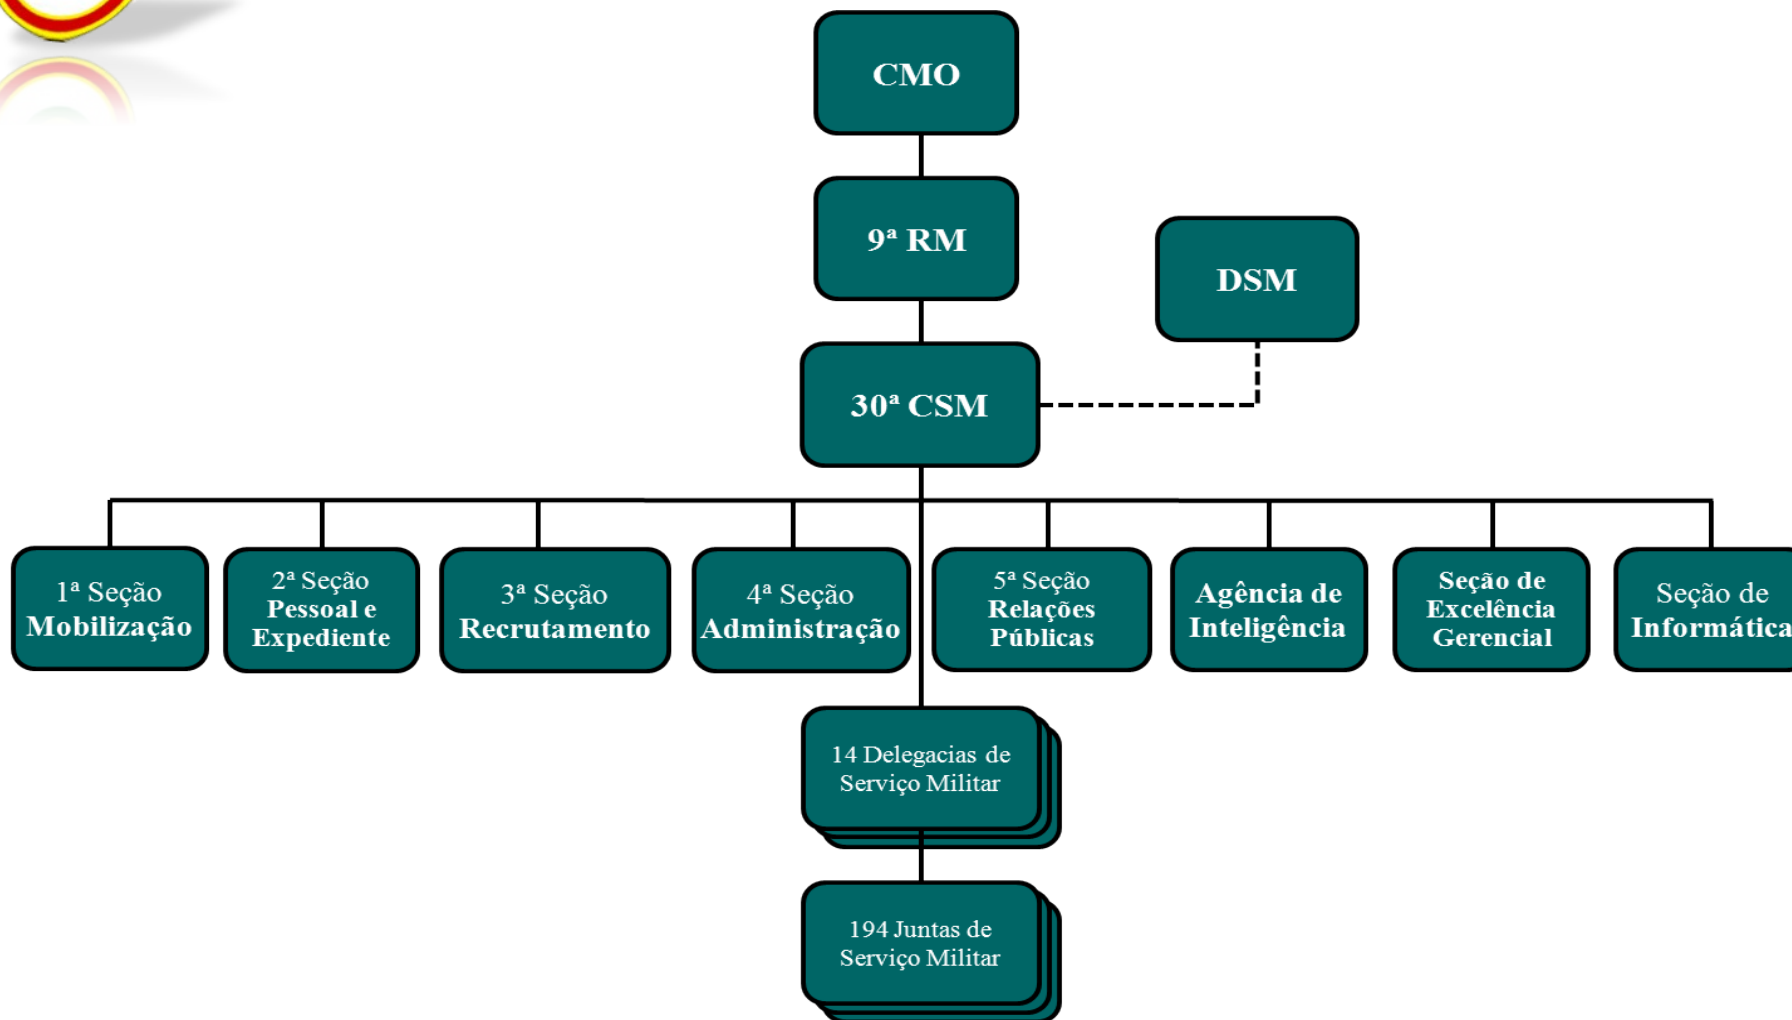 CMO
9ª RM
DSM
30ª CSM
1ª Seção
Mobilização
2ª Seção
Pessoal e
Expediente
3ª Seção
Recrutamento
4ª Seção
Administração
5ª Seção
Relações
Públicas
Agência de
Inteligência
Seção de
Excelência
Gerencial
Seção de
Informática
14 Delegacias de
Serviço Militar
194 Juntas de
Serviço Militar